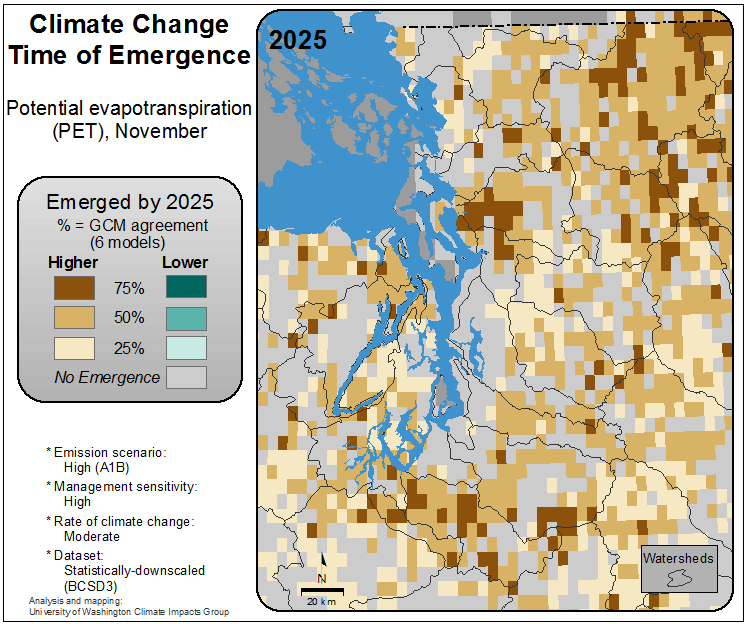 Climate Change
Time of Emergence
Potential evapotranspiration
(PET), November
Emerged by 2025
% = GCM agreement
(6 models)
Higher Lower
75%
50%
25%
No Emergence
* Emission scenario:
High (A1B)
* Management sensitivity:
High
* Rate of climate change:
Moderate
* Dataset:
Statistically-downscaled
(BCSD3)
Analysis and mapping:
University of Washington Climate Impacts Group
2025
N
20 km
Watersheds